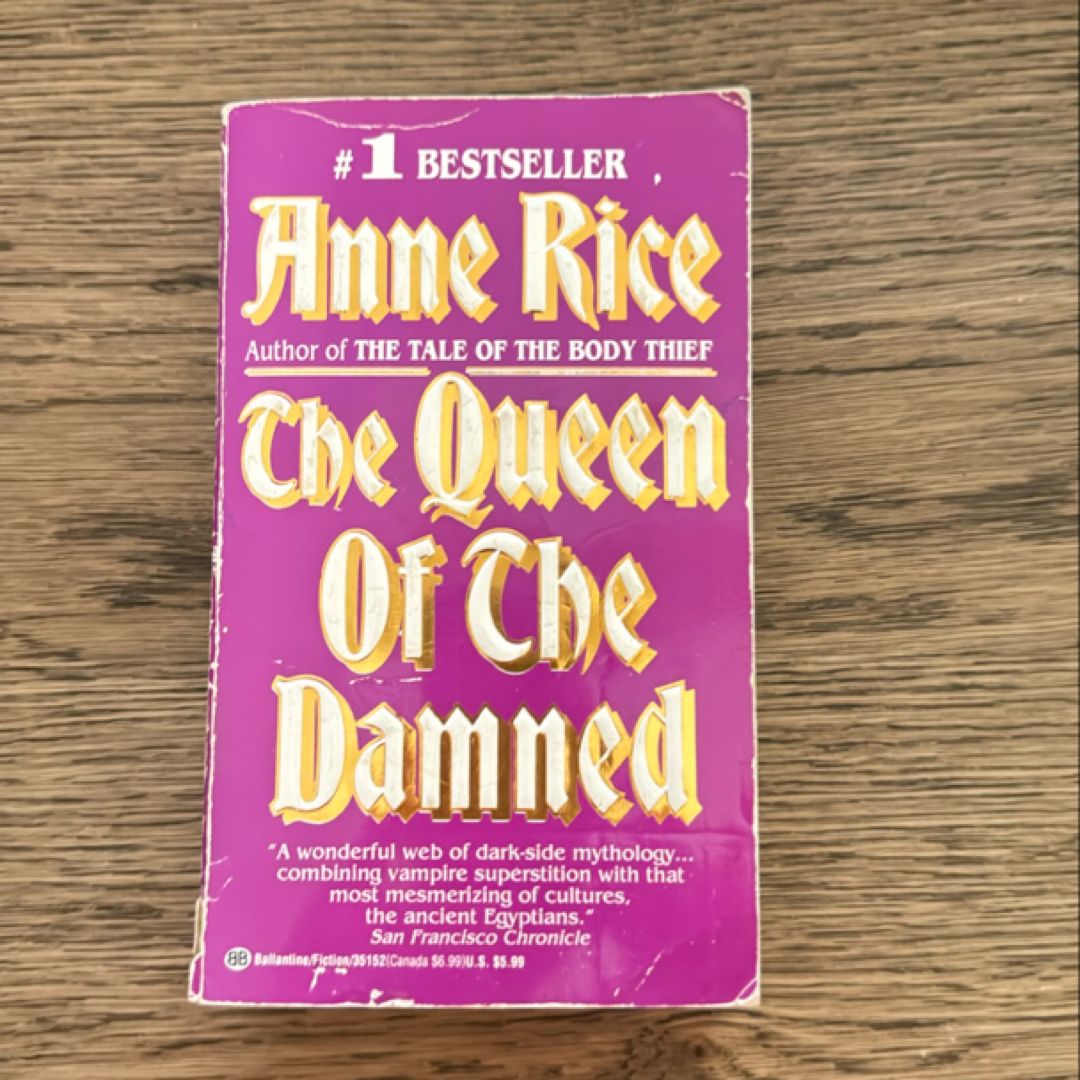 #1 BESTSELLER
Anne Rice
Author of THE TALE OF THE BODY THIEF
The Queen
Of The
Damned
"A wonderful web of dark-side mythology...
combining vampire superstition with that
most mesmerizing of cultures,
the ancient Egyptians."
San Francisco Chronicle
BB Ballantine/Fiction/35152(Canada $6.99)U.S. $5.99